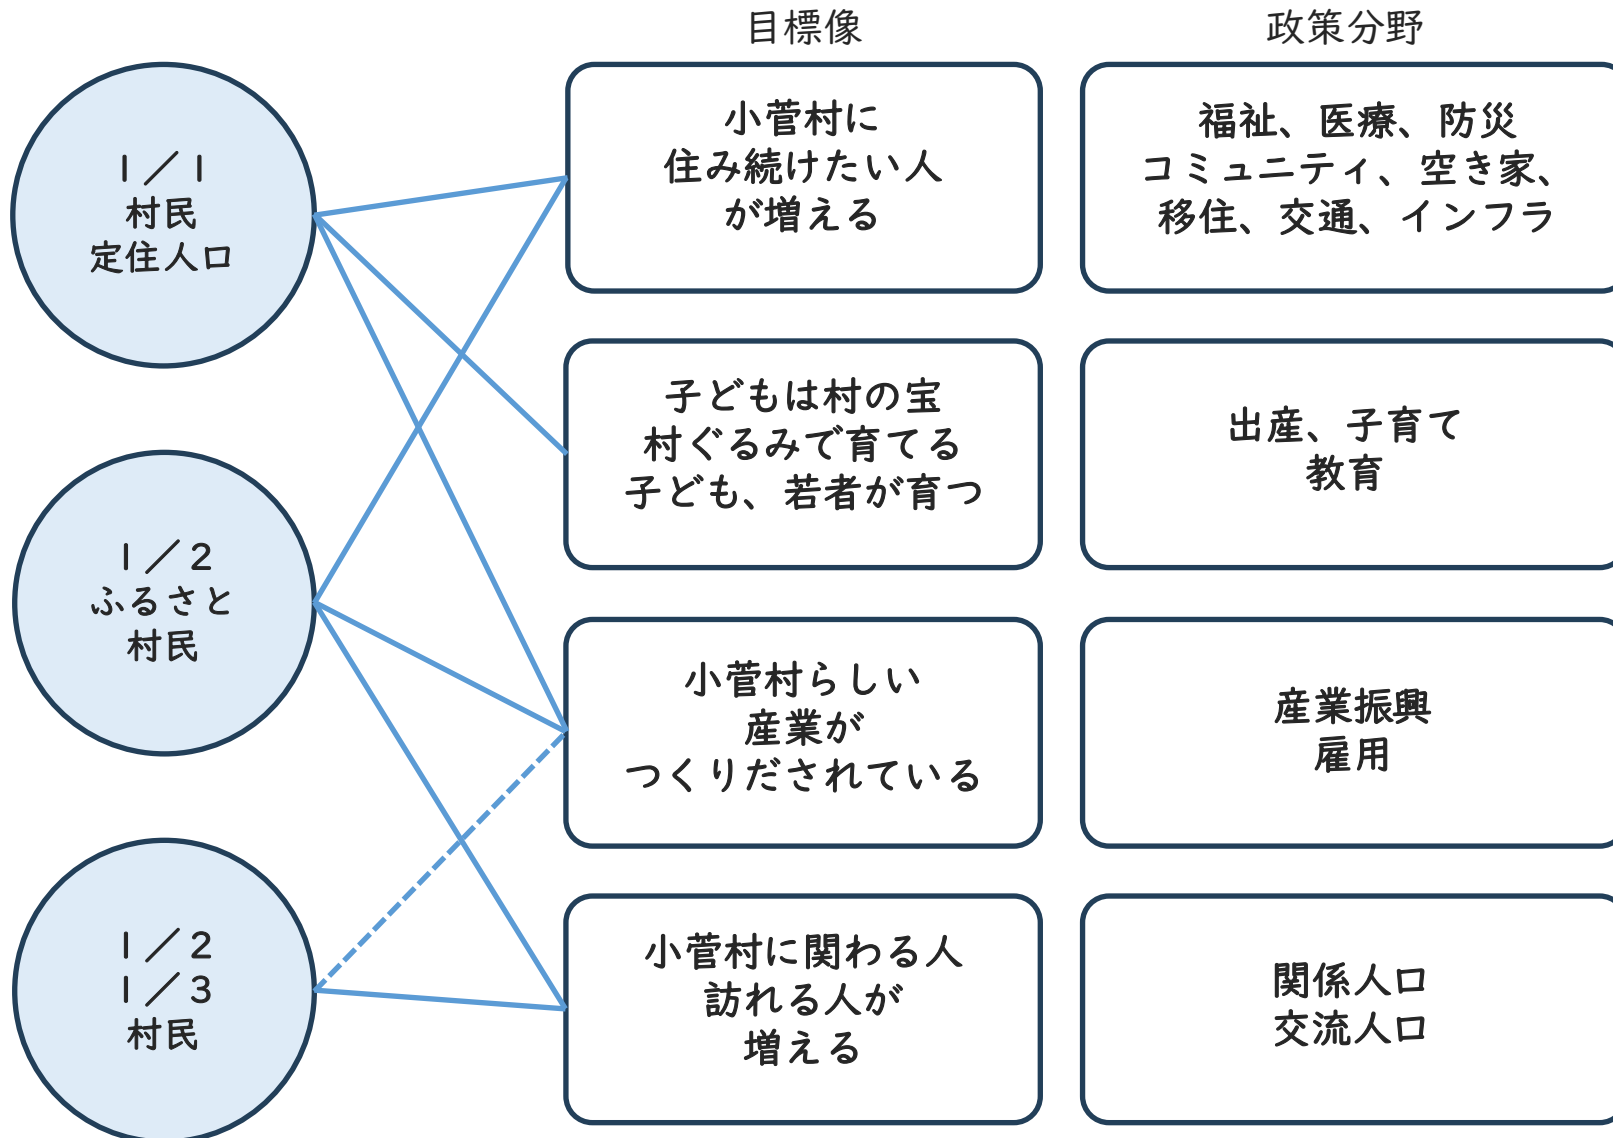 目標像
政策分野
1／1
村民
定住人口
小菅村に
住み続けたい人
が増える
福祉、医療、防災
コミュニティ、空き家、
移住、交通、インフラ
子どもは村の宝
村ぐるみで育てる
子ども、若者が育つ
出産、子育て
教育
1／2
ふるさと
村民
小菅村らしい
産業が
つくりだされている
産業振興
雇用
1／2
1／3
村民
小菅村に関わる人
訪れる人が
増える
関係人口
交流人口